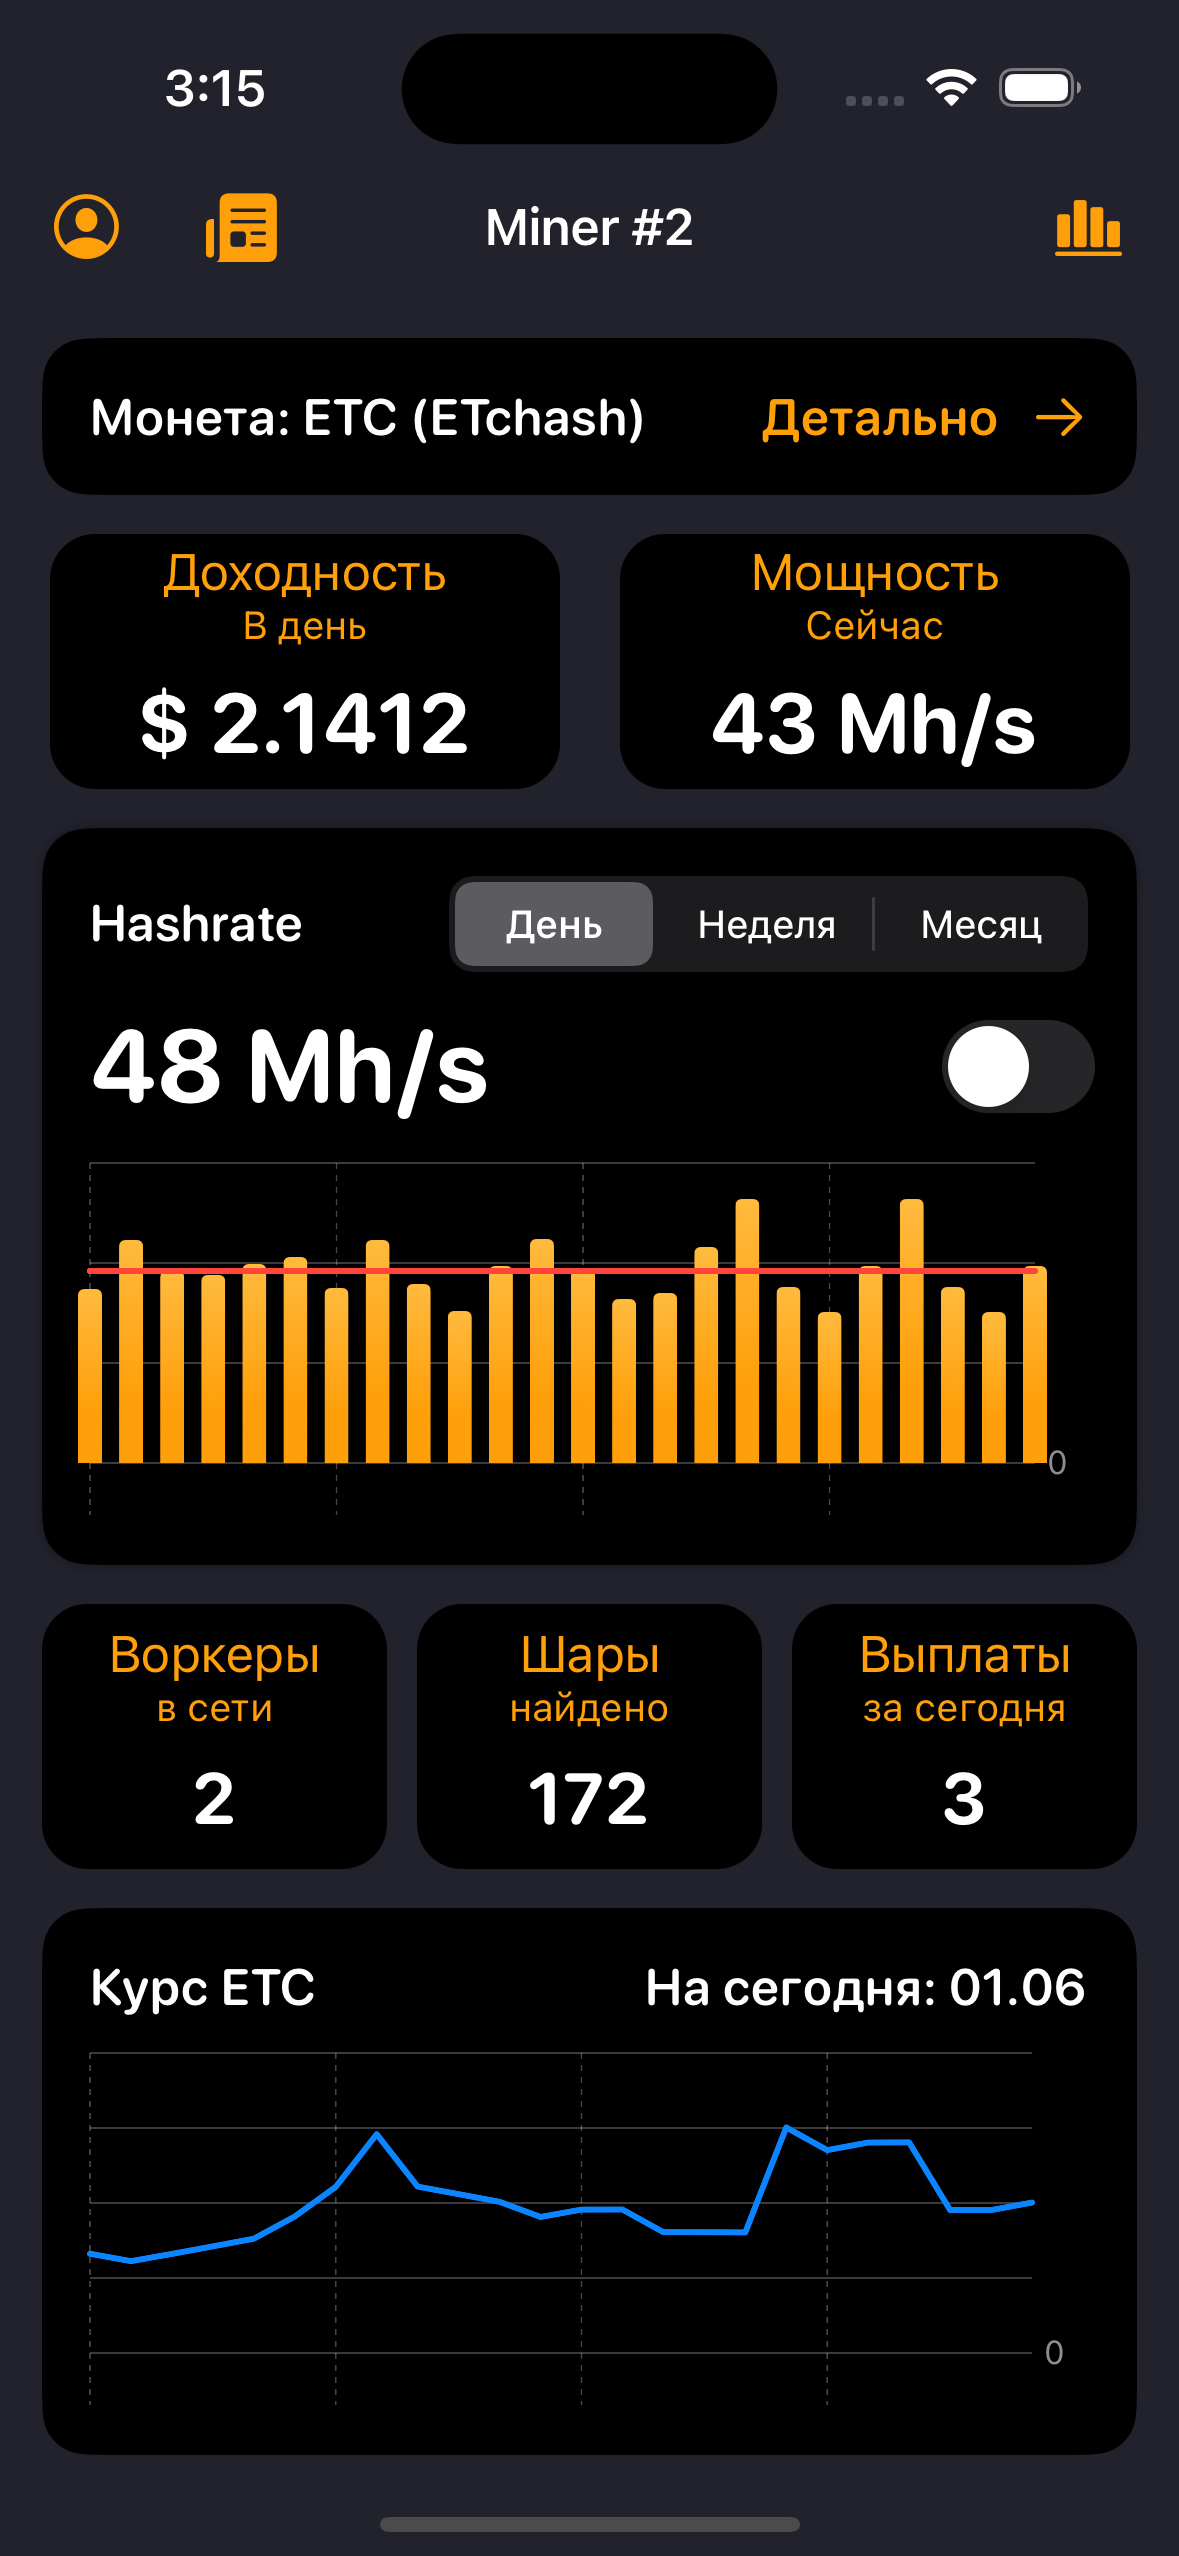 3:15
Miner #2
Монета: ETC (ETchash)
Детально
Доходность
В день
$ 2.1412
Мощность
Сейчас
43 Mh/s
Hashrate
День
Неделя
Месяц
48 Mh/s
0
Воркеры
в сети
2
Шары
найдено
172
Выплаты
за сегодня
3
Курс ETC
На сегодня: 01.06
0